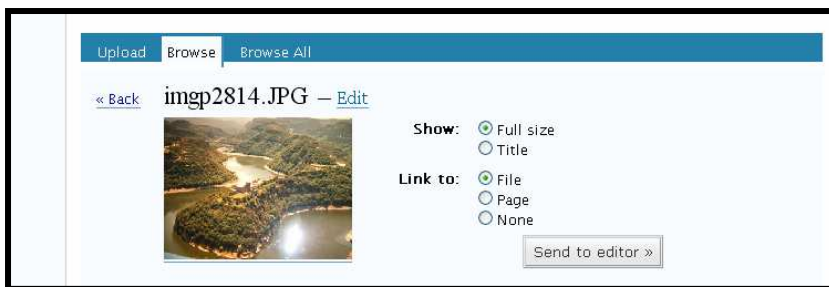 Upload Browse Browse All
« Back imgp2814.JPG – Edit
Show: Full size
Title
Link to: File
Page
None
Send to editor »